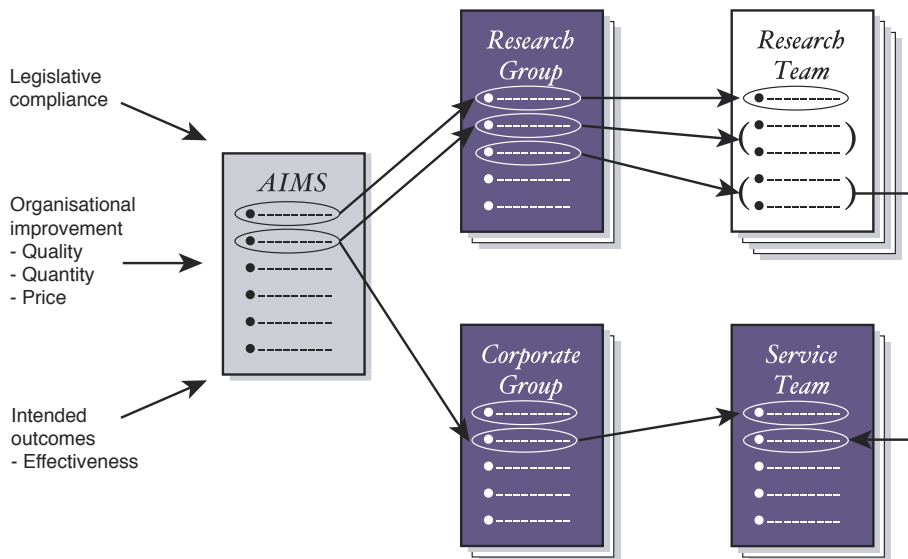 Legislative
compliance
Organisational
improvement
- Quality
- Quantity
- Price
Intended
outcomes
- Effectiveness
AIMS
Research
Group
Research
Team
Corporate
Group
Service
Team